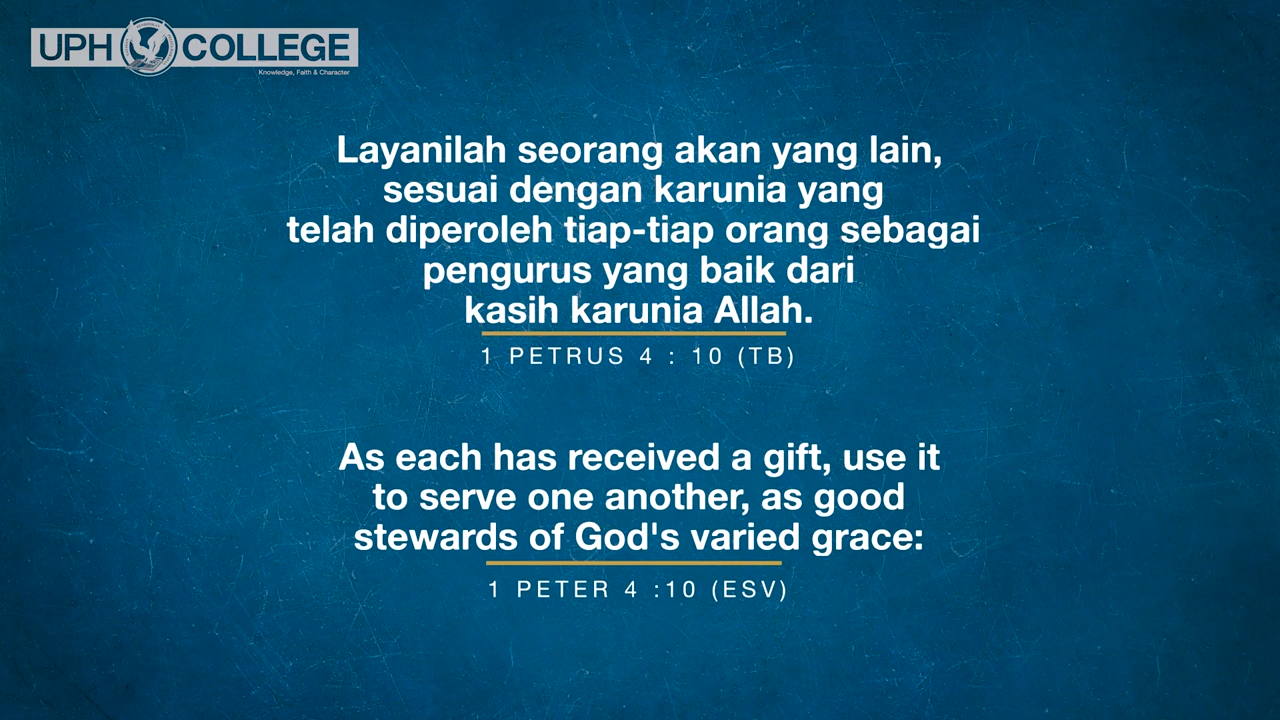 UPH COLLEGE
Knowledge, Faith & Character
Layanilah seorang akan yang lain,
sesuai dengan karunia yang
telah diperoleh tiap-tiap orang sebagai
pengurus yang baik dari
kasih karunia Allah.
1 PETRUS 4 : 10 (TB)
As each has received a gift, use it
to serve one another, as good
stewards of God's varied grace:
1 PETER 4 :10 (ESV)